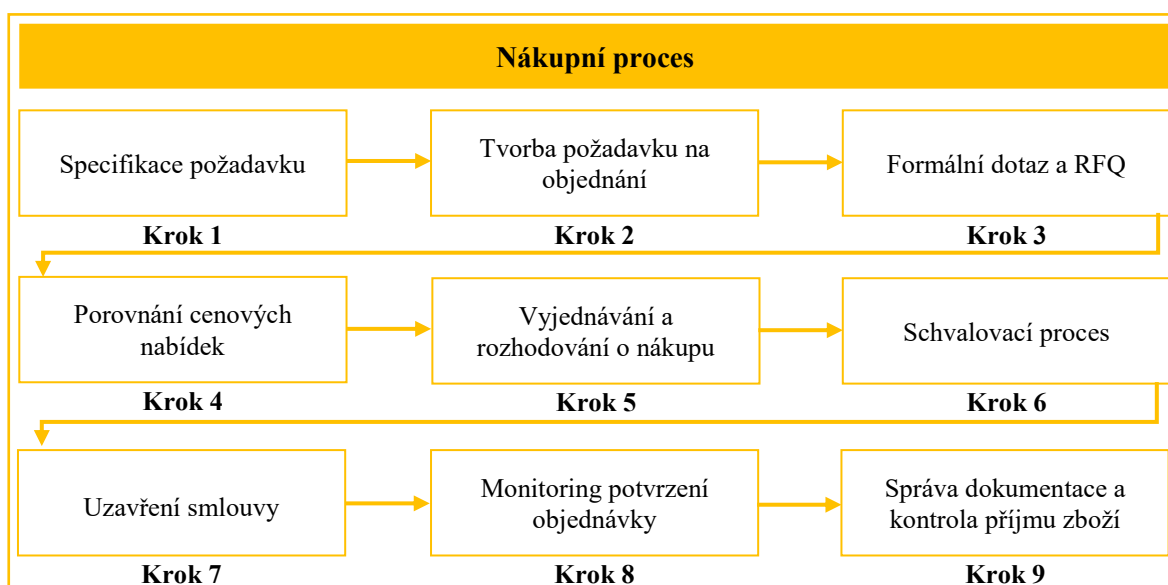 Nákupní proces
Specifikace požadavku
Krok 1
Tvorba požadavku na
objednání
Krok 2
Formální dotaz a RFQ
Krok 3
Porovnání cenových
nabídek
Krok 4
Vyjednávání a
rozhodování o nákupu
Krok 5
Schvalovací proces
Krok 6
Uzavření smlouvy
Krok 7
Monitoring potvrzení
objednávky
Krok 8
Správa dokumentace a
kontrola příjmu zboží
Krok 9